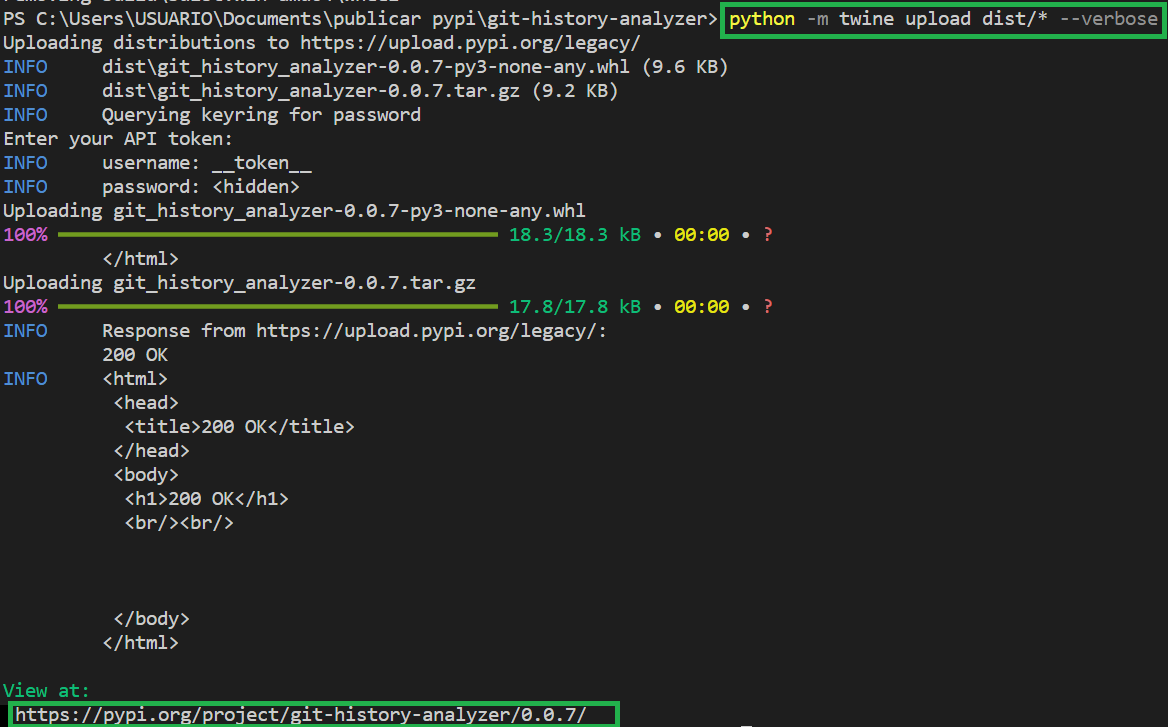 PS C:\Users\USUARIO\Documents\publicar pypi\git-history-analyzer> python -m twine upload dist/* --verbose
Uploading distributions to https://upload.pypi.org/legacy/
INFO     dist\git_history_analyzer-0.0.7-py3-none-any.whl (9.6 KB)
INFO     dist\git_history_analyzer-0.0.7.tar.gz (9.2 KB)
INFO     Querying keyring for password
Enter your API token:
INFO     username: __token__
INFO     password: <hidden>
Uploading git_history_analyzer-0.0.7-py3-none-any.whl
100% ━━━━━━━━━━━━━━━━━━━━━━━━━━━━━━━━━━━━━━━━ 18.3/18.3 kB • 00:00 • ?
         </html>
Uploading git_history_analyzer-0.0.7.tar.gz
100% ━━━━━━━━━━━━━━━━━━━━━━━━━━━━━━━━━━━━━━━━ 17.8/17.8 kB • 00:00 • ?
INFO     Response from https://upload.pypi.org/legacy/:
         200 OK
INFO     <html>
          <head>
           <title>200 OK</title>
          </head>
          <body>
           <h1>200 OK</h1>
           <br/><br/>
          </body>
         </html>
View at:
https://pypi.org/project/git-history-analyzer/0.0.7/